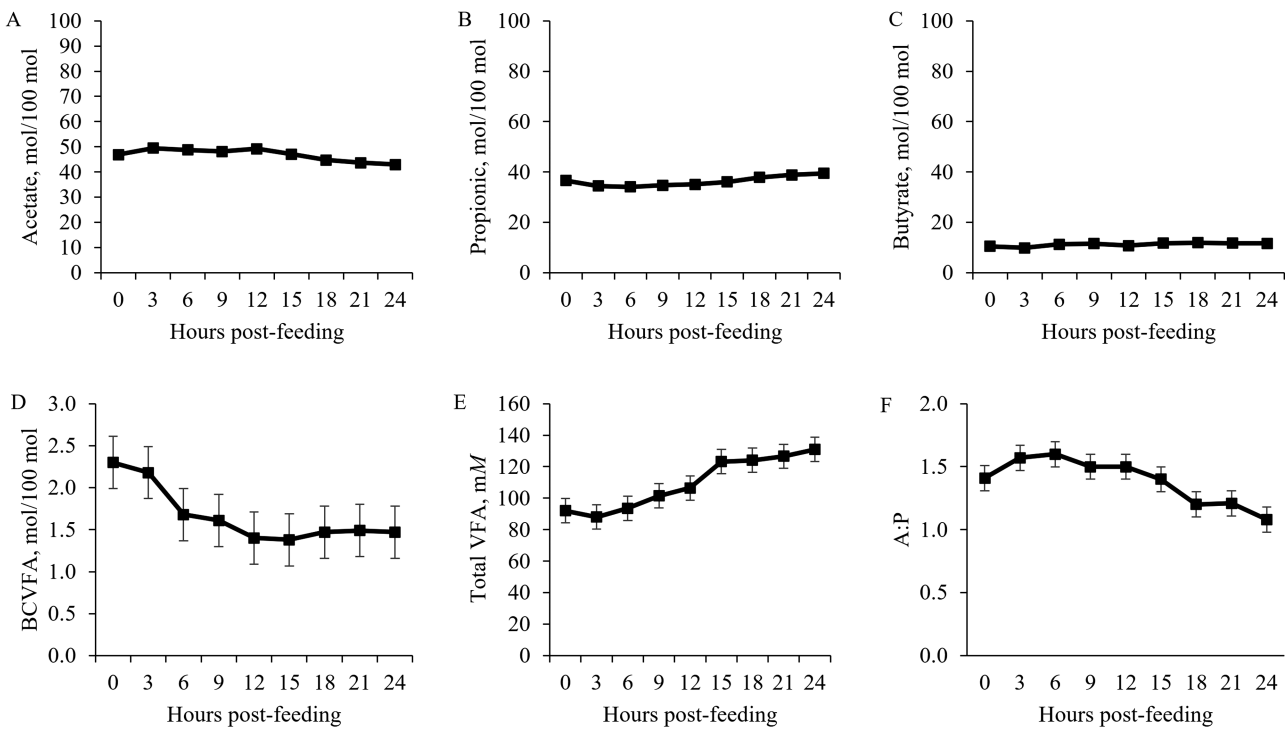 A
Acetate, mol/100 mol
100
90
80
70
60
50
40
30
20
10
0
0 3 6 9 12 15 18 21 24
Hours post-feeding
B
Propionic, mol/100 mol
100
80
60
40
20
0
0 3 6 9 12 15 18 21 24
Hours post-feeding
C
Butyrate, mol/100 mol
100
80
60
40
20
0
0 3 6 9 12 15 18 21 24
Hours post-feeding
D
BCVFA, mol/100 mol
3.0
2.5
2.0
1.5
1.0
0.5
0.0
0 3 6 9 12 15 18 21 24
Hours post-feeding
E
Total VFA, mM
160
140
120
100
80
60
40
20
0
0 3 6 9 12 15 18 21 24
Hours post-feeding
F
A:P
2.0
1.5
1.0
0.5
0.0
0 3 6 9 12 15 18 21 24
Hours post-feeding